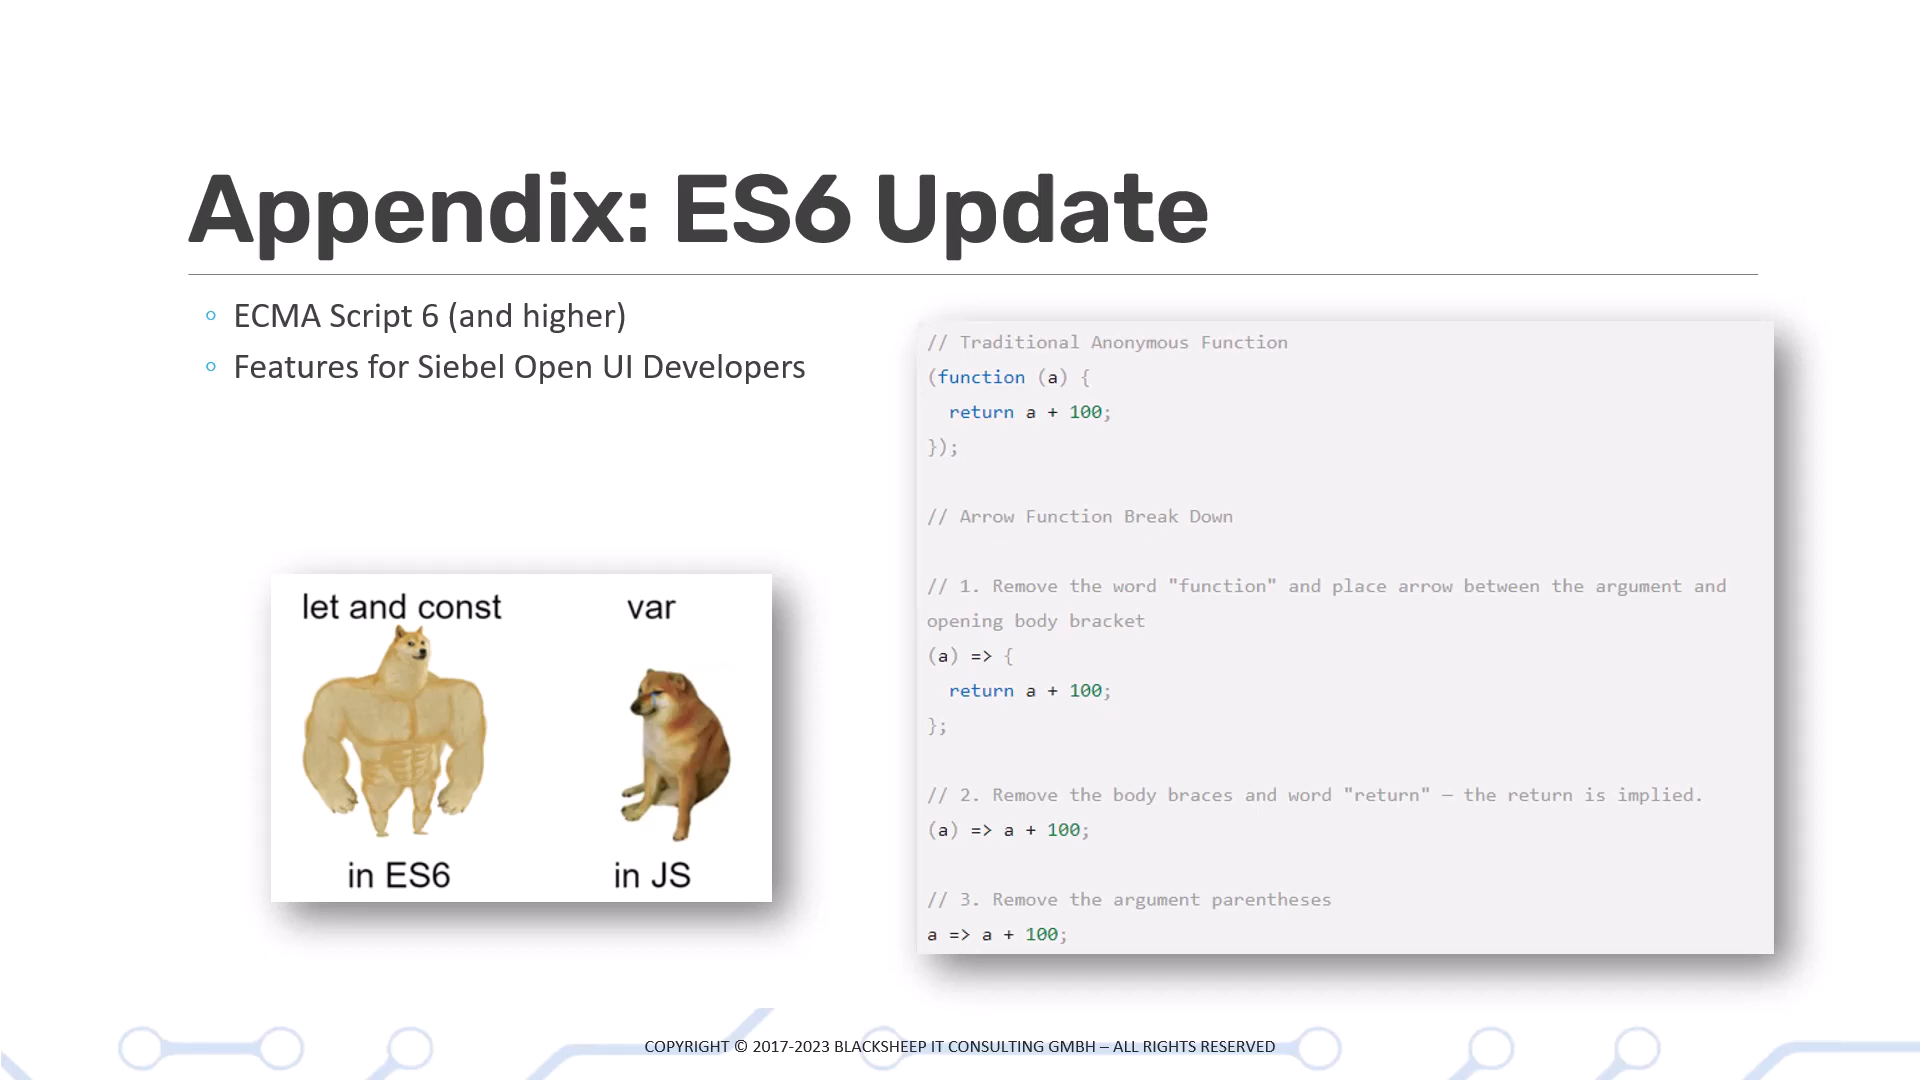 Appendix: ES6 Update
◦ ECMA Script 6 (and higher)
◦ Features for Siebel Open UI Developers
let and const
var
in ES6
in JS
// Traditional Anonymous Function
(function (a) {
  return a + 100;
});
// Arrow Function Break Down
// 1. Remove the word "function" and place arrow between the argument and
opening body bracket
(a) => {
  return a + 100;
};
// 2. Remove the body braces and word "return" — the return is implied.
(a) => a + 100;
// 3. Remove the argument parentheses
a => a + 100;
COPYRIGHT © 2017-2023 BLACKSHEEP IT CONSULTING GMBH – ALL RIGHTS RESERVED